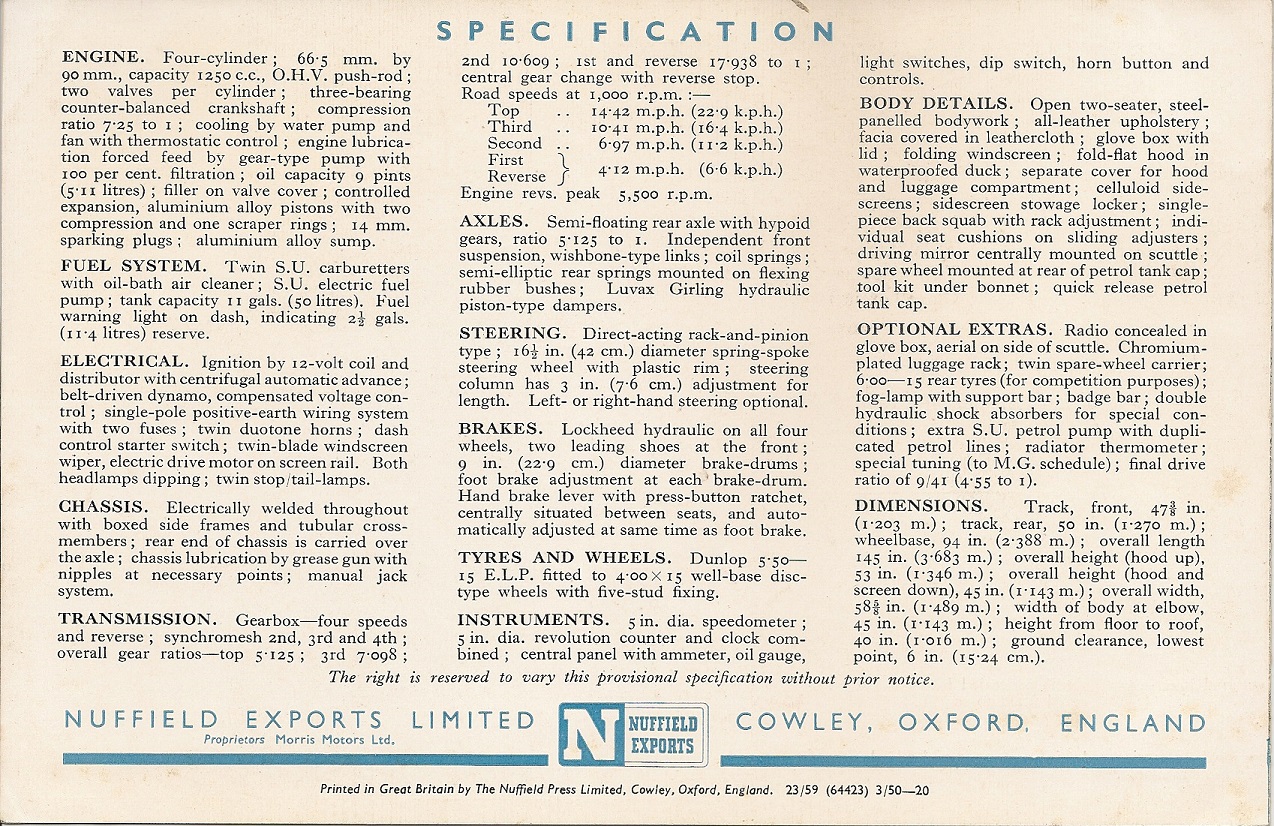 SPECIFICATION
ENGINE. Four-cylinder; 66·5 mm. by
90 mm., capacity 1250 c.c., O.H.V. push-rod;
two valves per cylinder; three-bearing
counter-balanced crankshaft; compression
ratio 7·25 to 1; cooling by water pump and
fan with thermostatic control; engine lubrica-
tion forced feed by gear-type pump with
100 per cent. filtration; oil capacity 9 pints
(5·11 litres); filler on valve cover; controlled
expansion, aluminium alloy pistons with two
compression and one scraper rings; 14 mm.
sparking plugs; aluminium alloy sump.
FUEL SYSTEM. Twin S.U. carburetters
with oil-bath air cleaner; S.U. electric fuel
pump; tank capacity 11 gals. (50 litres). Fuel
warning light on dash, indicating 2½ gals.
(11·4 litres) reserve.
ELECTRICAL. Ignition by 12-volt coil and
distributor with centrifugal automatic advance;
belt-driven dynamo, compensated voltage con-
trol; single-pole positive-earth wiring system
with two fuses; twin duotone horns; dash
control starter switch; twin-blade windscreen
wiper, electric drive motor on screen rail. Both
headlamps dipping; twin stop/tail-lamps.
CHASSIS. Electrically welded throughout
with boxed side frames and tubular cross-
members; rear end of chassis is carried over
the axle; chassis lubrication by grease gun with
nipples at necessary points; manual jack
system.
TRANSMISSION. Gearbox—four speeds
and reverse; synchromesh 2nd, 3rd and 4th;
overall gear ratios—top 5·125; 3rd 7·098;
2nd 10·609; 1st and reverse 17·938 to 1;
central gear change with reverse stop.
Road speeds at 1,000 r.p.m. :—
Top .. 14·42 m.p.h. (22·9 k.p.h.)
Third .. 10·41 m.p.h. (16·4 k.p.h.)
Second .. 6·97 m.p.h. (11·2 k.p.h.)
First
Reverse } 4·12 m.p.h. (6·6 k.p.h.)
Engine revs. peak 5,500 r.p.m.
AXLES. Semi-floating rear axle with hypoid
gears, ratio 5·125 to 1. Independent front
suspension, wishbone-type links; coil springs;
semi-elliptic rear springs mounted on flexing
rubber bushes; Luvax Girling hydraulic
piston-type dampers.
STEERING. Direct-acting rack-and-pinion
type; 16½ in. (42 cm.) diameter spring-spoke
steering wheel with plastic rim; steering
column has 3 in. (7·6 cm.) adjustment for
length. Left- or right-hand steering optional.
BRAKES. Lockheed hydraulic on all four
wheels, two leading shoes at the front;
9 in. (22·9 cm.) diameter brake-drums;
foot brake adjustment at each brake-drum.
Hand brake lever with press-button ratchet,
centrally situated between seats, and auto-
matically adjusted at same time as foot brake.
TYRES AND WHEELS. Dunlop 5·50—
15 E.L.P. fitted to 4·00 × 15 well-base disc-
type wheels with five-stud fixing.
INSTRUMENTS. 5 in. dia. speedometer;
5 in. dia. revolution counter and clock com-
bined; central panel with ammeter, oil gauge,
light switches, dip switch, horn button and
controls.
BODY DETAILS. Open two-seater, steel-
panelled bodywork; all-leather upholstery;
facia covered in leathercloth; glove box with
lid; folding windscreen; fold-flat hood in
waterproofed duck; separate cover for hood
and luggage compartment; celluloid side-
screens; sidescreen stowage locker; single-
piece back squab with rack adjustment; indi-
vidual seat cushions on sliding adjusters;
driving mirror centrally mounted on scuttle;
spare wheel mounted at rear of petrol tank cap;
tool kit under bonnet; quick release petrol
tank cap.
OPTIONAL EXTRAS. Radio concealed in
glove box, aerial on side of scuttle. Chromium-
plated luggage rack; twin spare-wheel carrier;
6·00—15 rear tyres (for competition purposes);
fog-lamp with support bar; badge bar; double
hydraulic shock absorbers for special con-
ditions; extra S.U. petrol pump with dupli-
cated petrol lines; radiator thermometer;
special tuning (to M.G. schedule); final drive
ratio of 9/41 (4·55 to 1).
DIMENSIONS. Track, front, 47⅜ in.
(1·203 m.); track, rear, 50 in. (1·270 m.);
wheelbase, 94 in. (2·388 m.); overall length
145 in. (3·683 m.); overall height (hood up),
53 in. (1·346 m.); overall height (hood and
screen down), 45 in. (1·143 m.); overall width,
58⅝ in. (1·489 m.); width of body at elbow,
45 in. (1·143 m.); height from floor to roof,
40 in. (1·016 m.); ground clearance, lowest
point, 6 in. (15·24 cm.).
The right is reserved to vary this provisional specification without prior notice.
NUFFIELD EXPORTS LIMITED
Proprietors Morris Motors Ltd.
N NUFFIELD
EXPORTS
COWLEY, OXFORD, ENGLAND
Printed in Great Britain by The Nuffield Press Limited, Cowley, Oxford, England. 23/59 (64423) 3/50—20